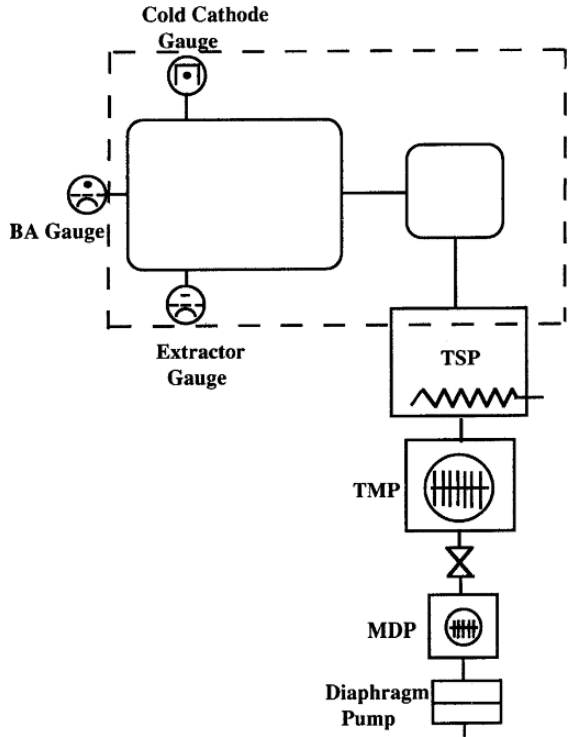 Cold Cathode
Gauge
BA Gauge
Extractor
Gauge
TSP
TMP
MDP
Diaphragm
Pump